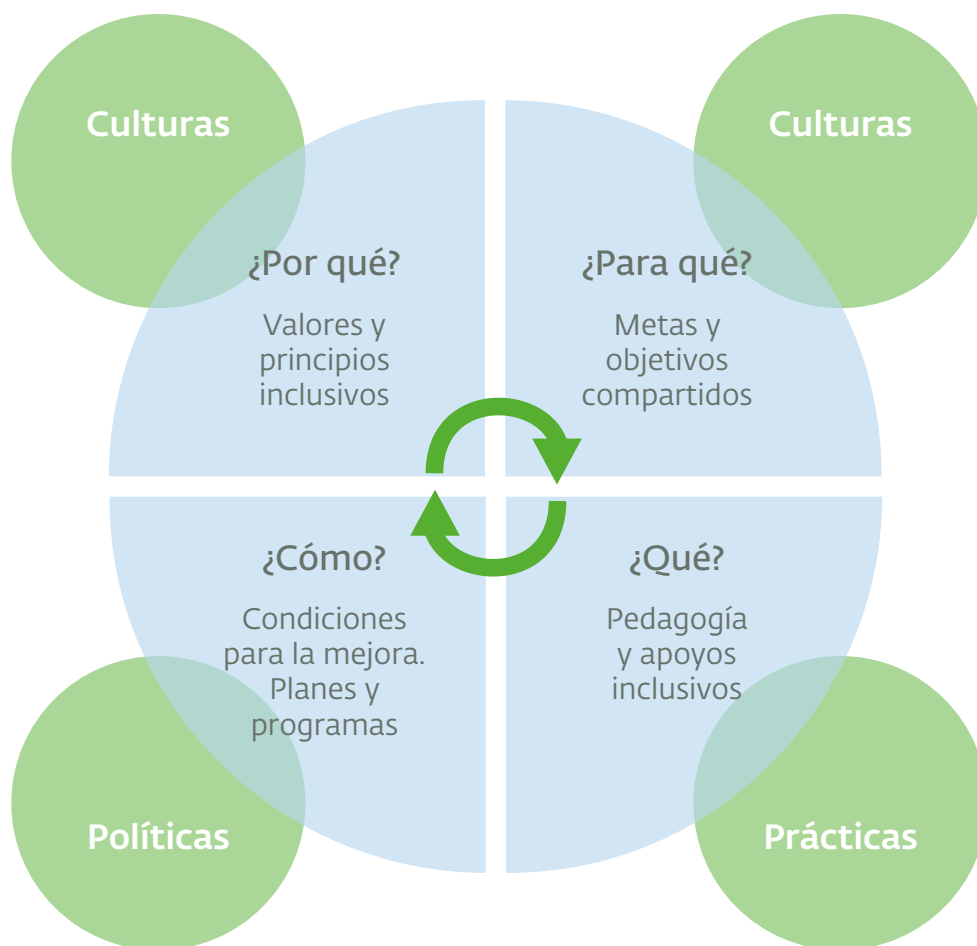 Culturas
Culturas
¿Por qué?
Valores y
principios
inclusivos
¿Para qué?
Metas y
objetivos
compartidos
¿Cómo?
Condiciones
para la mejora.
Planes y
programas
¿Qué?
Pedagogía
y apoyos
inclusivos
Políticas
Prácticas